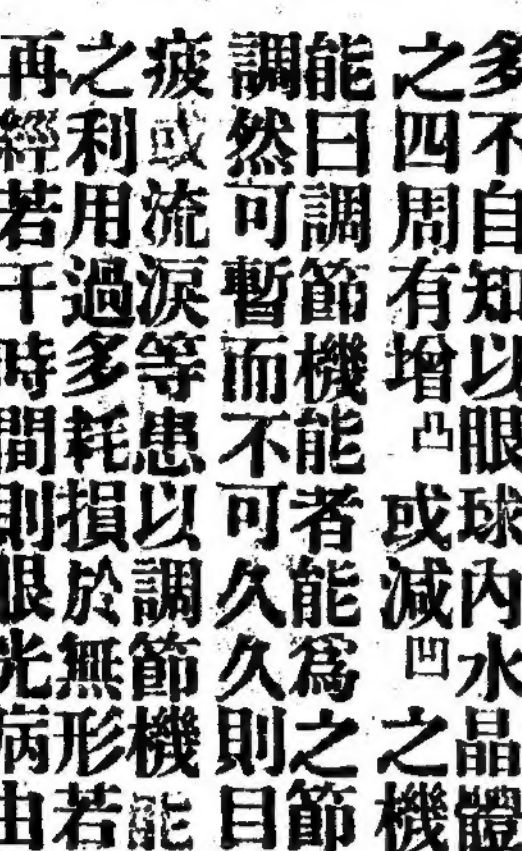 多不自知以眼球内水晶體
之四周有增凸或減凹之機
能曰調節機能者能爲之節
調然可暫而不可久久則目
疲或流淚等患以調節機能
之利用過多耗損於無形若
再經若干時間則眼光病由